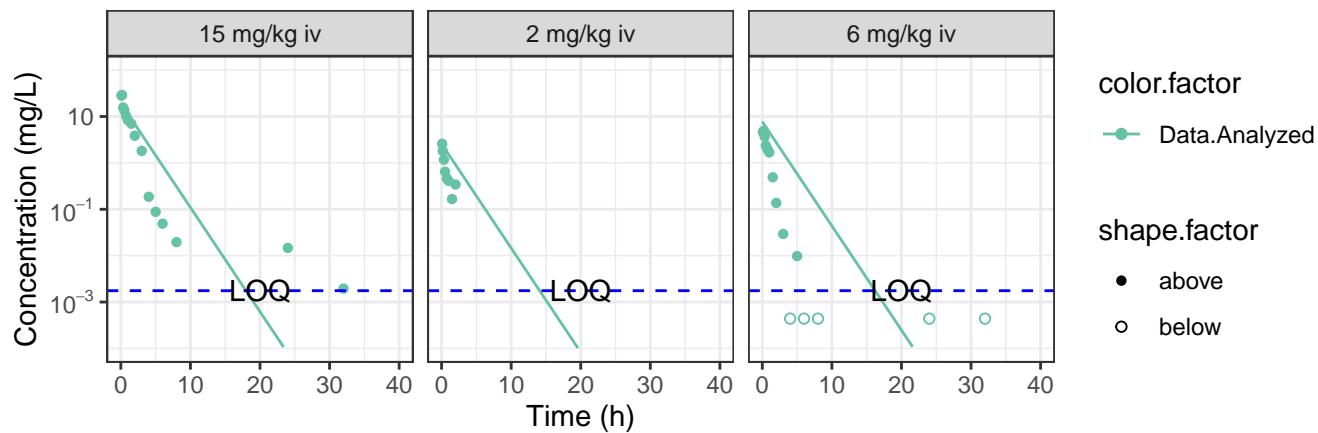 15 mg/kg iv
2 mg/kg iv
6 mg/kg iv
Concentration (mg/L)
10
10⁻¹
10⁻³
LOQ
LOQ
LOQ
0 10 20 30 40
0 10 20 30 40
0 10 20 30 40
Time (h)
color.factor
Data.Analyzed
shape.factor
above
below